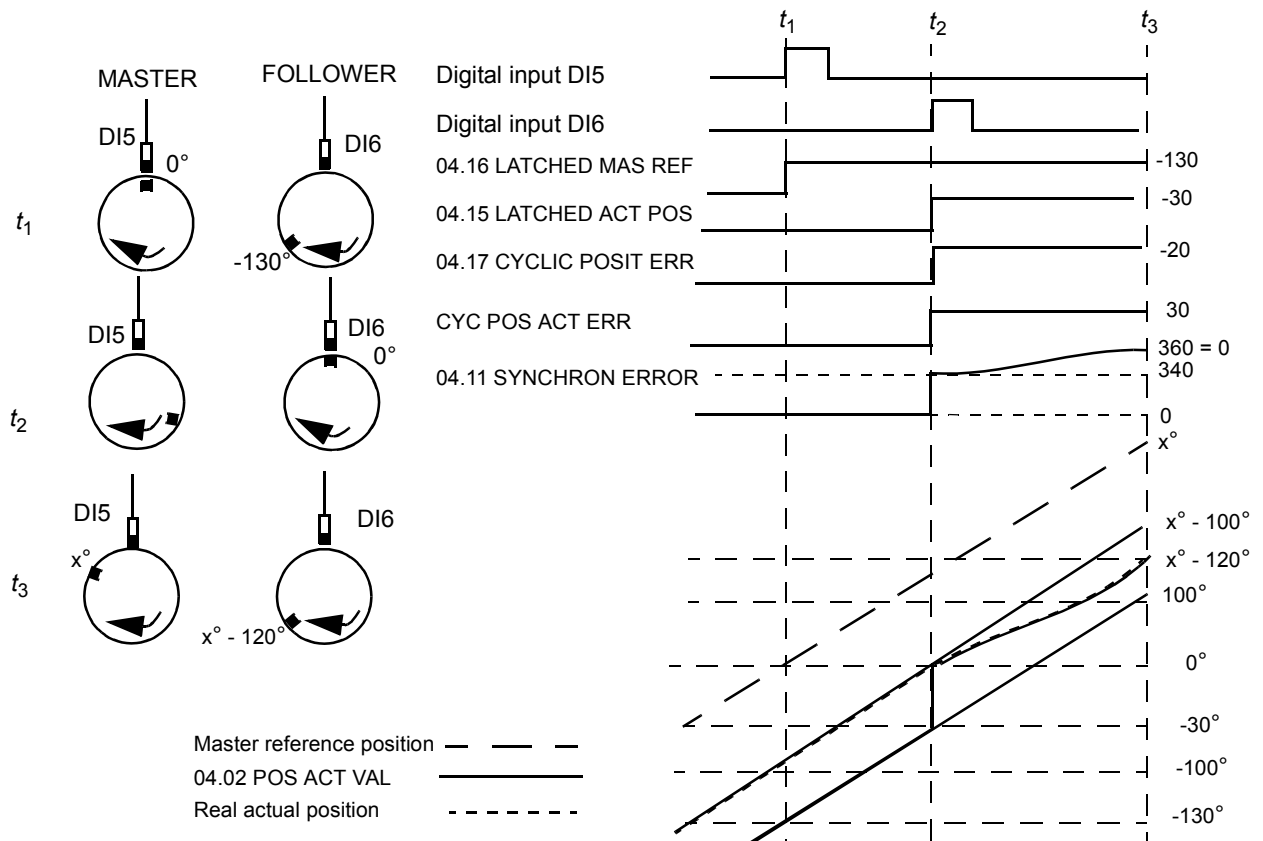 t1
t2
t3
MASTER
FOLLOWER
Digital input DI5
DI5
DI6
Digital input DI6
0°
04.16 LATCHED MAS REF
-130
t1
-130°
04.15 LATCHED ACT POS
-30
04.17 CYCLIC POSIT ERR
-20
DI5
DI6
0°
CYC POS ACT ERR
30
360 = 0
340
04.11 SYNCHRON ERROR
0
t2
x°
DI5
DI6
x° - 100°
x°
x° - 120°
t3
100°
x° - 120°
0°
-30°
Master reference position
04.02 POS ACT VAL
-100°
Real actual position
-130°